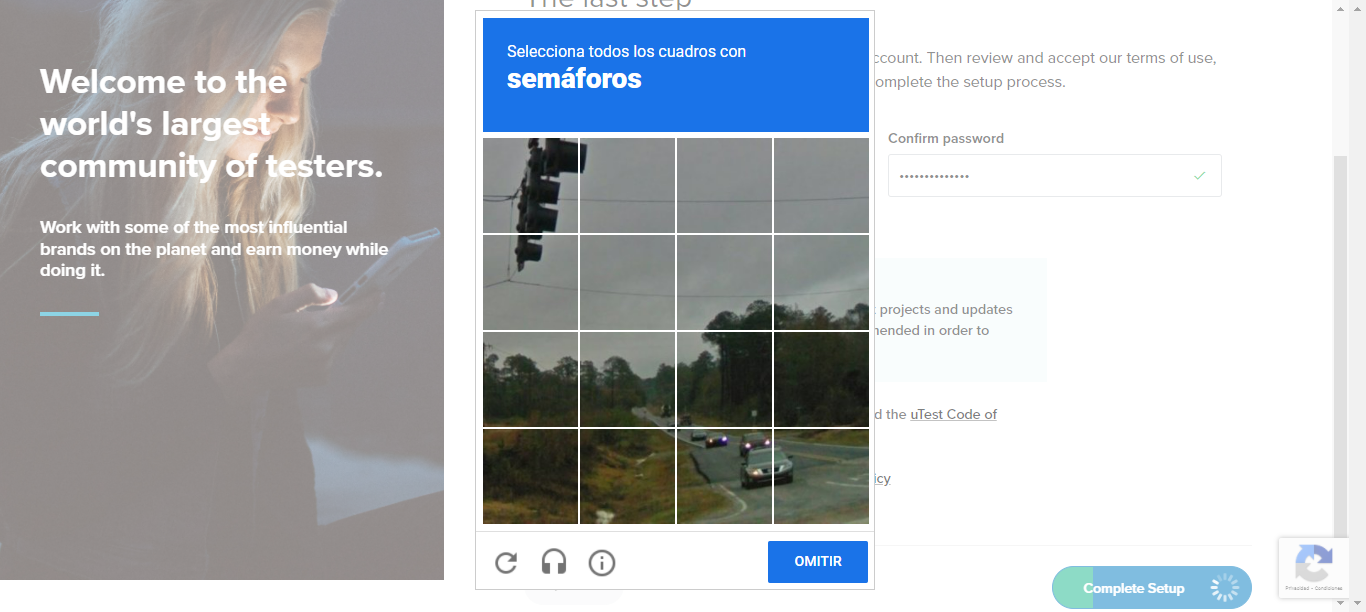 Welcome to the
world's largest
community of testers.
Work with some of the most influential
brands on the planet and earn money while
doing it.
The last step
Selecciona todos los cuadros con
semáforos
OMITIR
ccount. Then review and accept our terms of use,
omplete the setup process.
Confirm password
••••••••••••••
projects and updates
nended in order to
d the uTest Code of
icy
Complete Setup
Privacidad - Condiciones